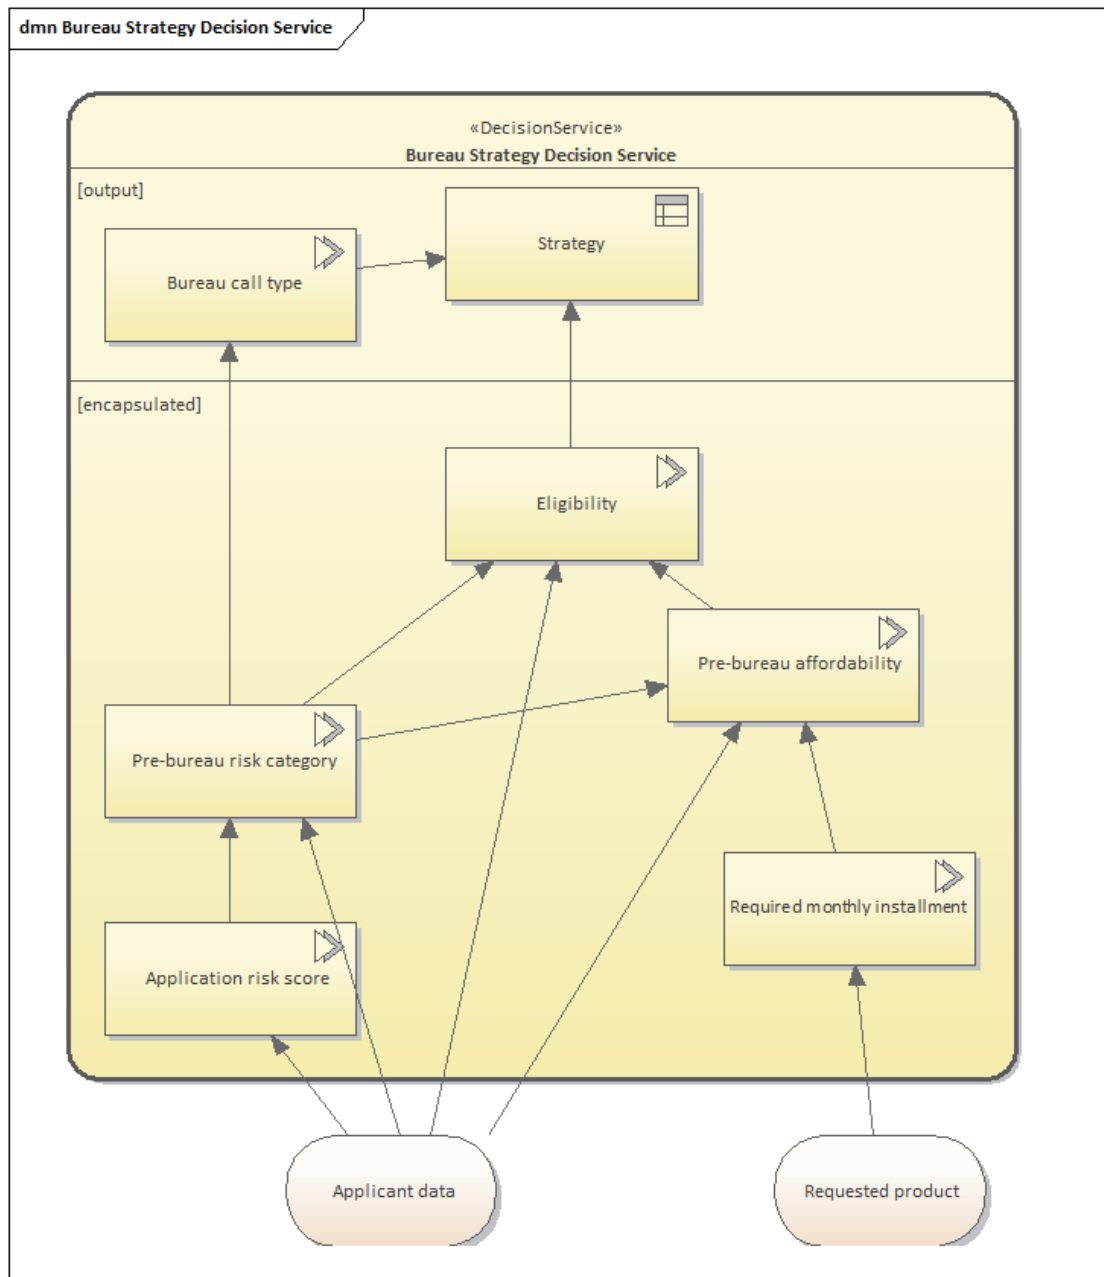 dmn Bureau Strategy Decision Service
«DecisionService»
Bureau Strategy Decision Service
[output]
Strategy
Bureau call type
[encapsulated]
Eligibility
Pre-bureau affordability
Pre-bureau risk category
Required monthly installment
Application risk score
Applicant data
Requested product